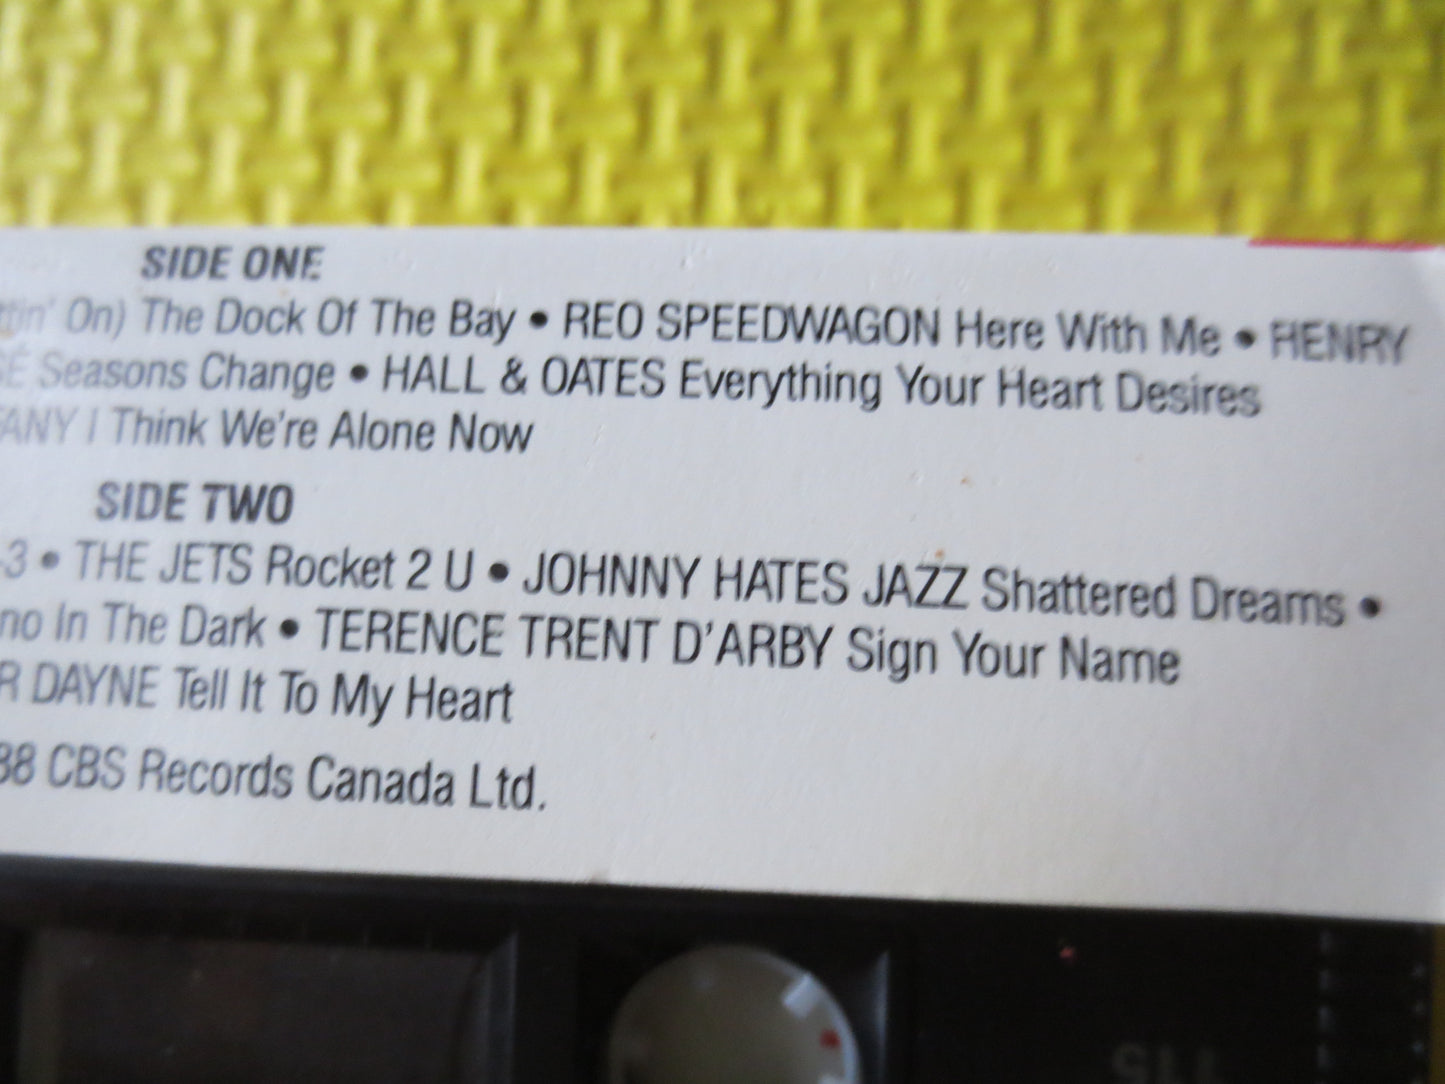 SIDE ONE
ttin' On) The Dock Of The Bay • REO SPEEDWAGON Here With Me • HENRY
SÉ Seasons Change • HALL & OATES Everything Your Heart Desires
FANY I Think We're Alone Now
SIDE TWO
-3 • THE JETS Rocket 2 U • JOHNNY HATES JAZZ Shattered Dreams •
no In The Dark • TERENCE TRENT D'ARBY Sign Your Name
R DAYNE Tell It To My Heart
88 CBS Records Canada Ltd.